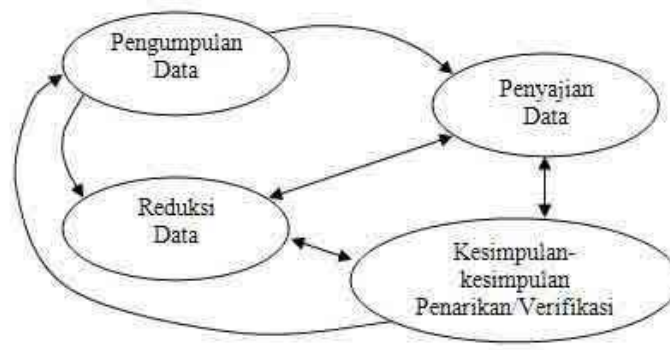 Pengumpulan
Data
Penyajian
Data
Reduksi
Data
Kesimpulan-
kesimpulan
Penarikan/Verifikasi